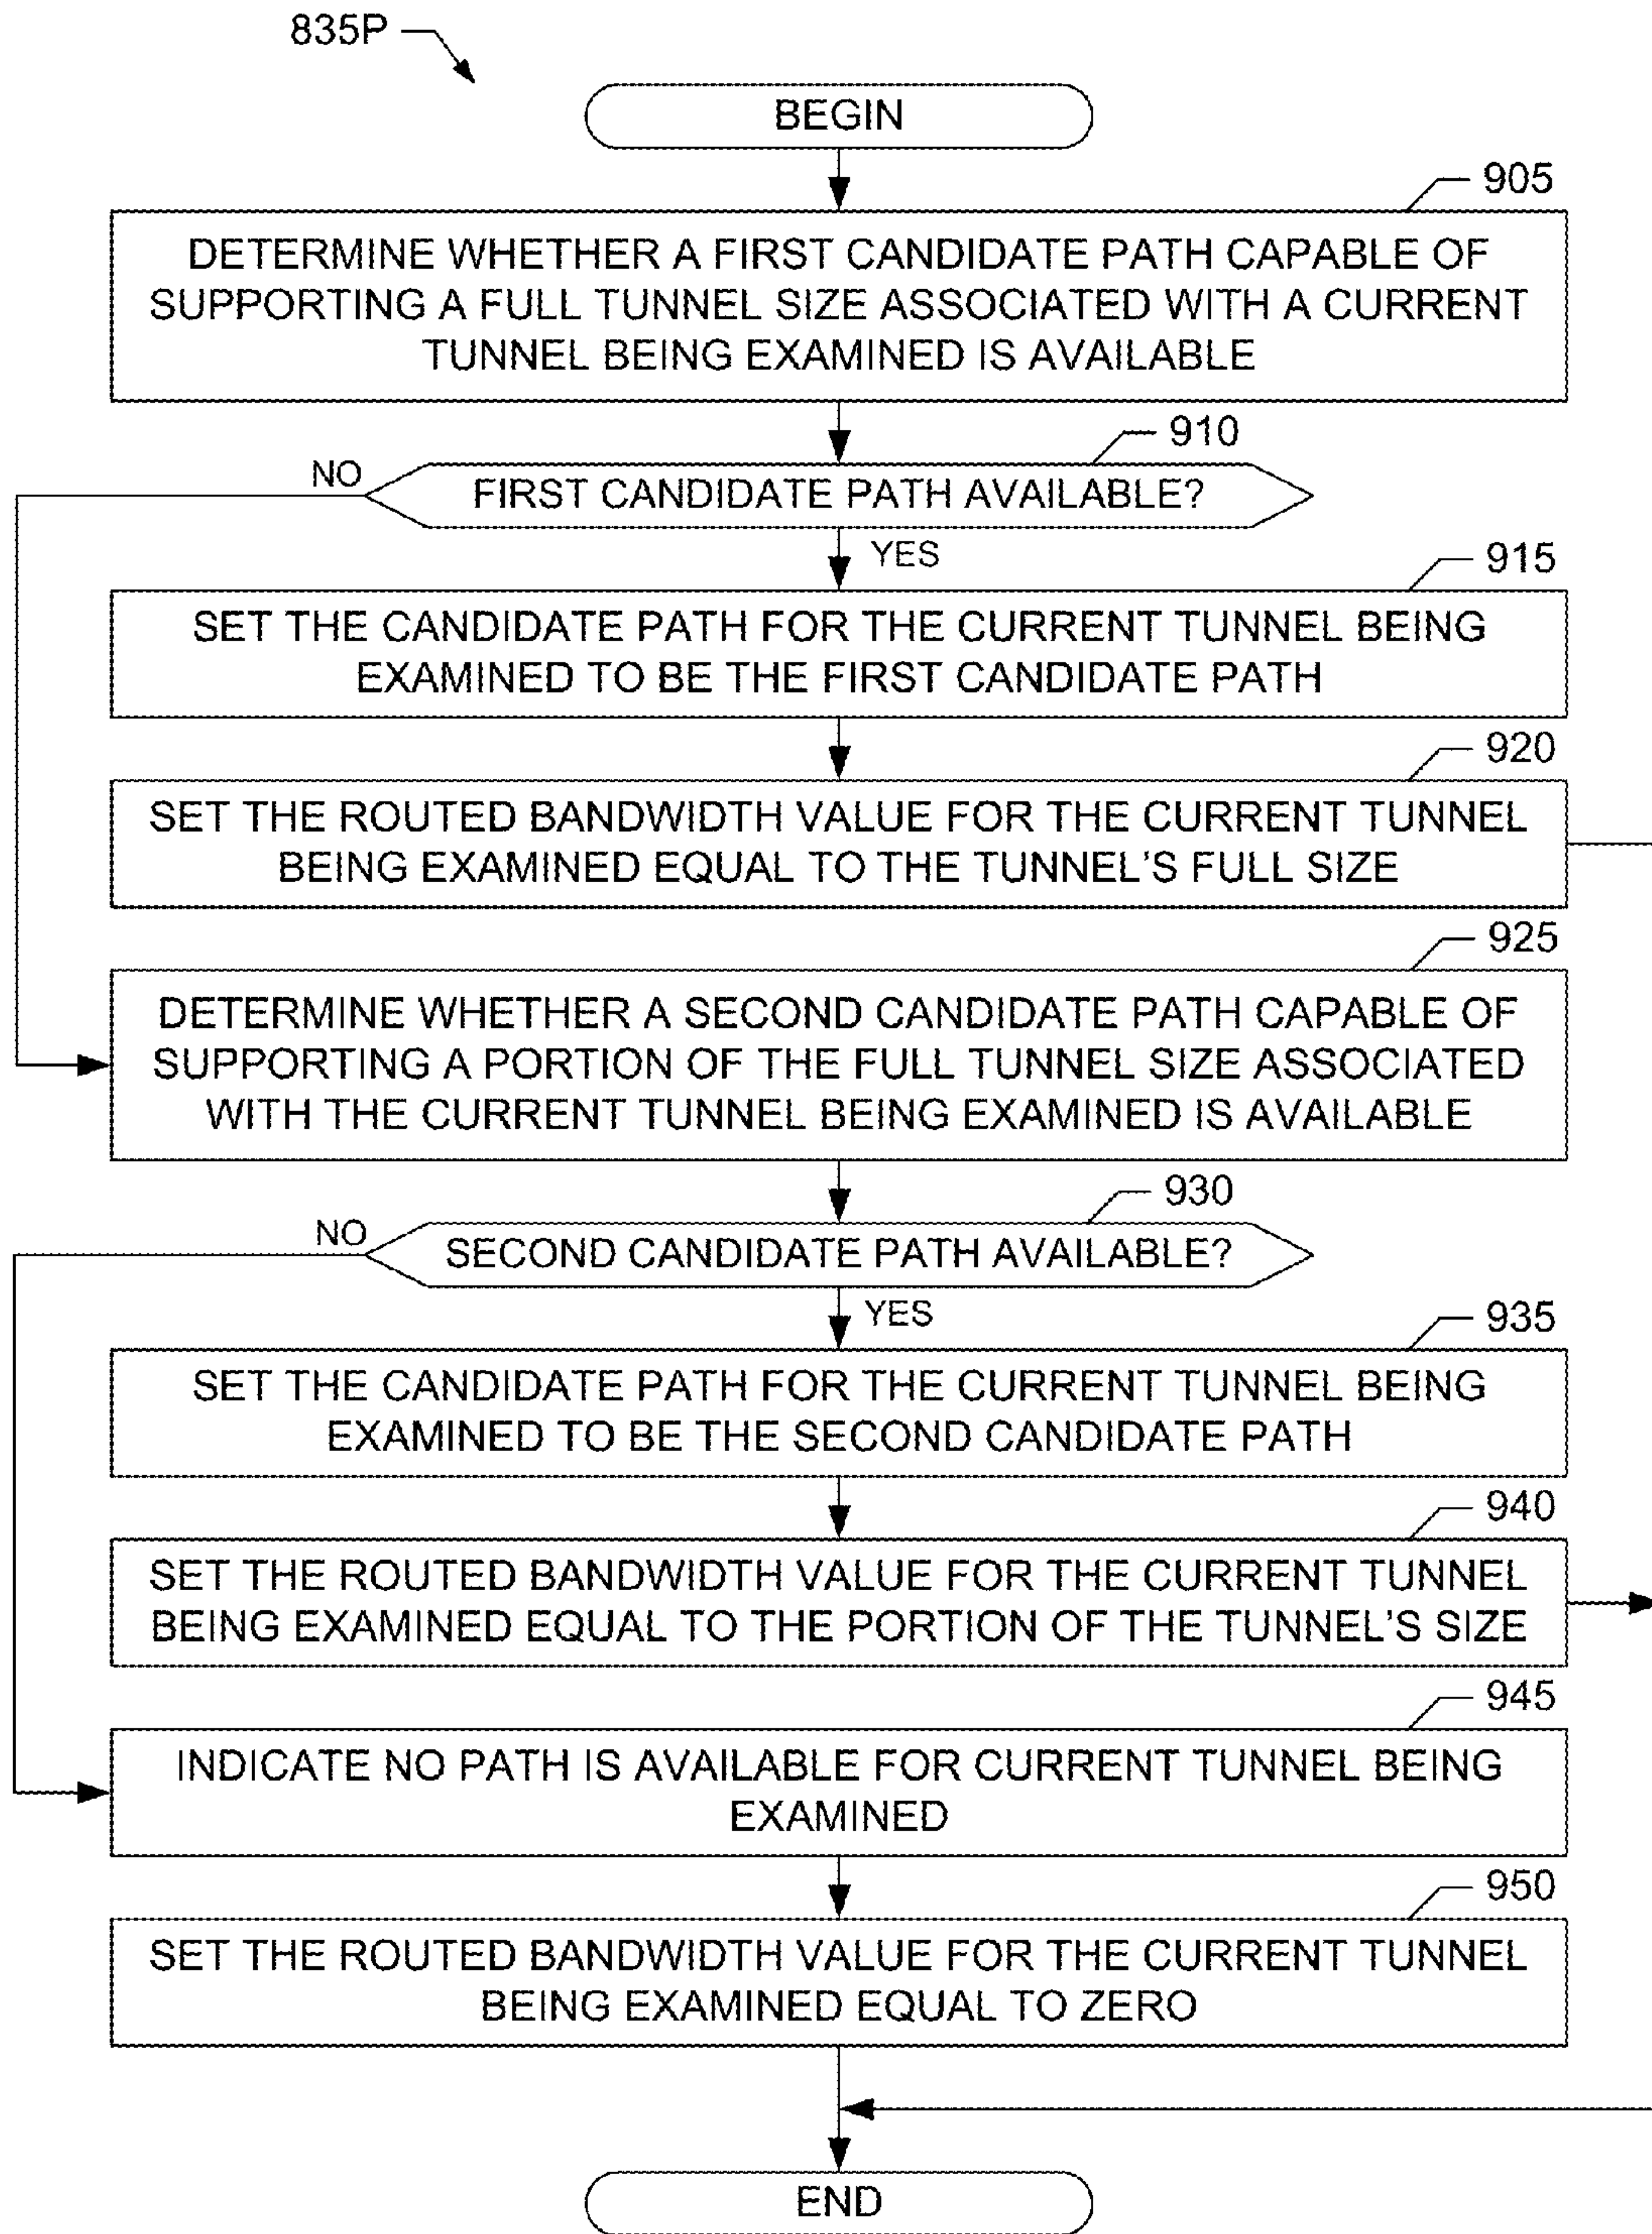 835P
BEGIN
905
DETERMINE WHETHER A FIRST CANDIDATE PATH CAPABLE OF
SUPPORTING A FULL TUNNEL SIZE ASSOCIATED WITH A CURRENT
TUNNEL BEING EXAMINED IS AVAILABLE
910
NO
FIRST CANDIDATE PATH AVAILABLE?
YES
915
SET THE CANDIDATE PATH FOR THE CURRENT TUNNEL BEING
EXAMINED TO BE THE FIRST CANDIDATE PATH
920
SET THE ROUTED BANDWIDTH VALUE FOR THE CURRENT TUNNEL
BEING EXAMINED EQUAL TO THE TUNNEL'S FULL SIZE
925
DETERMINE WHETHER A SECOND CANDIDATE PATH CAPABLE OF
SUPPORTING A PORTION OF THE FULL TUNNEL SIZE ASSOCIATED
WITH THE CURRENT TUNNEL BEING EXAMINED IS AVAILABLE
930
NO
SECOND CANDIDATE PATH AVAILABLE?
YES
935
SET THE CANDIDATE PATH FOR THE CURRENT TUNNEL BEING
EXAMINED TO BE THE SECOND CANDIDATE PATH
940
SET THE ROUTED BANDWIDTH VALUE FOR THE CURRENT TUNNEL
BEING EXAMINED EQUAL TO THE PORTION OF THE TUNNEL'S SIZE
945
INDICATE NO PATH IS AVAILABLE FOR CURRENT TUNNEL BEING
EXAMINED
950
SET THE ROUTED BANDWIDTH VALUE FOR THE CURRENT TUNNEL
BEING EXAMINED EQUAL TO ZERO
END